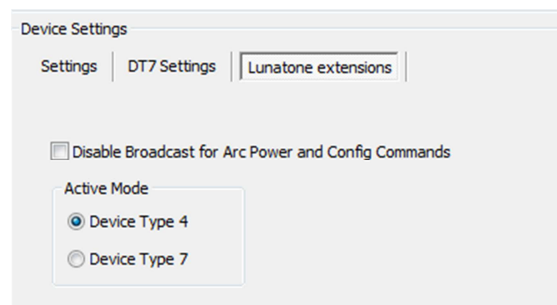 Device Settings
Settings DT7 Settings Lunatone extensions
Disable Broadcast for Arc Power and Config Commands
Active Mode
Device Type 4
Device Type 7